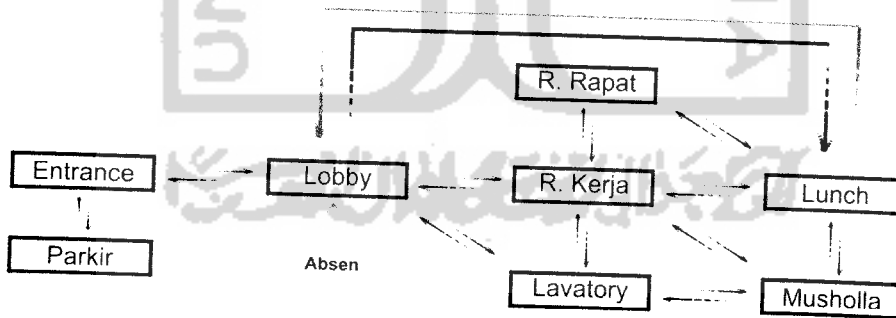 R. Rapat
Entrance
Lobby
R. Kerja
Lunch
Parkir
Absen
Lavatory
Musholla